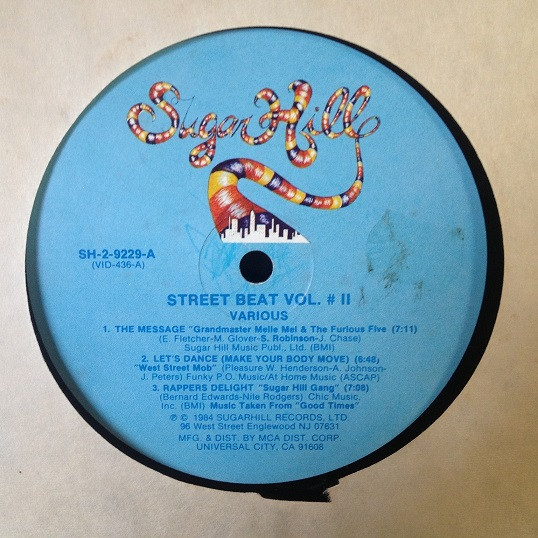 Sugar Hill
SH-2-9229-A
(VID-436-A)
STREET BEAT VOL. # II
VARIOUS
1. THE MESSAGE "Grandmaster Melle Mel & The Furious Five (7:11)
(E. Fletcher-M. Glover-S. Robinson-J. Chase)
Sugar Hill Music Publ., Ltd. (BMI)
2. LET'S DANCE (MAKE YOUR BODY MOVE) (6:48)
"West Street Mob" (Pleasure W. Henderson-A. Johnson-
J. Peters) Funky P.O. Music/At Home Music (ASCAP)
3. RAPPERS DELIGHT "Sugar Hill Gang" (7:06)
(Bernard Edwards-Nile Rodgers) Chic Music,
Inc. (BMI) Music Taken From "Good Times"
℗ © 1984 SUGARHILL RECORDS, LTD.
96 West Street Englewood NJ 07631
MFG. & DIST. BY MCA DIST. CORP.
UNIVERSAL CITY, CA 91608